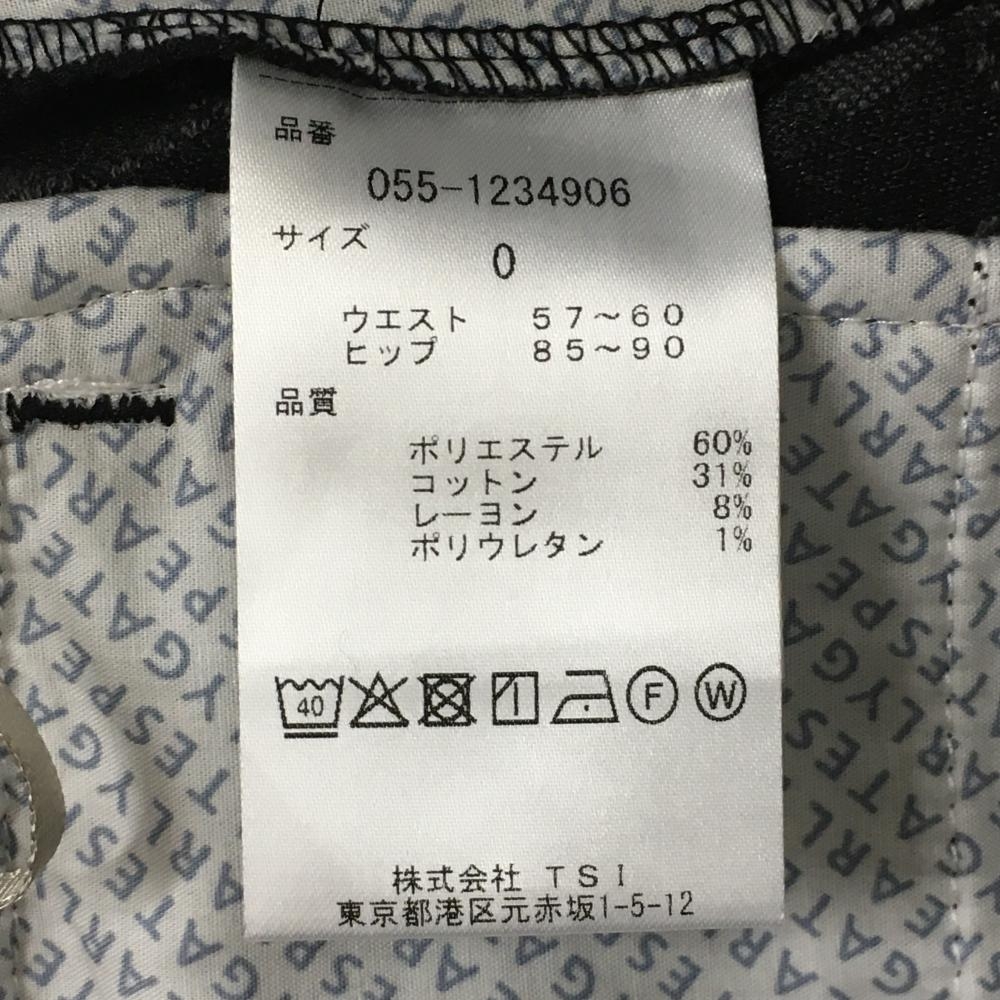 品番
055-1234906
サイズ
0
ウエスト 57〜60
ヒップ 85〜90
品質
ポリエステル 60%
コットン 31%
レーヨン 8%
ポリウレタン 1%
40
F
W
株式会社 TSI
東京都港区元赤坂1-5-12